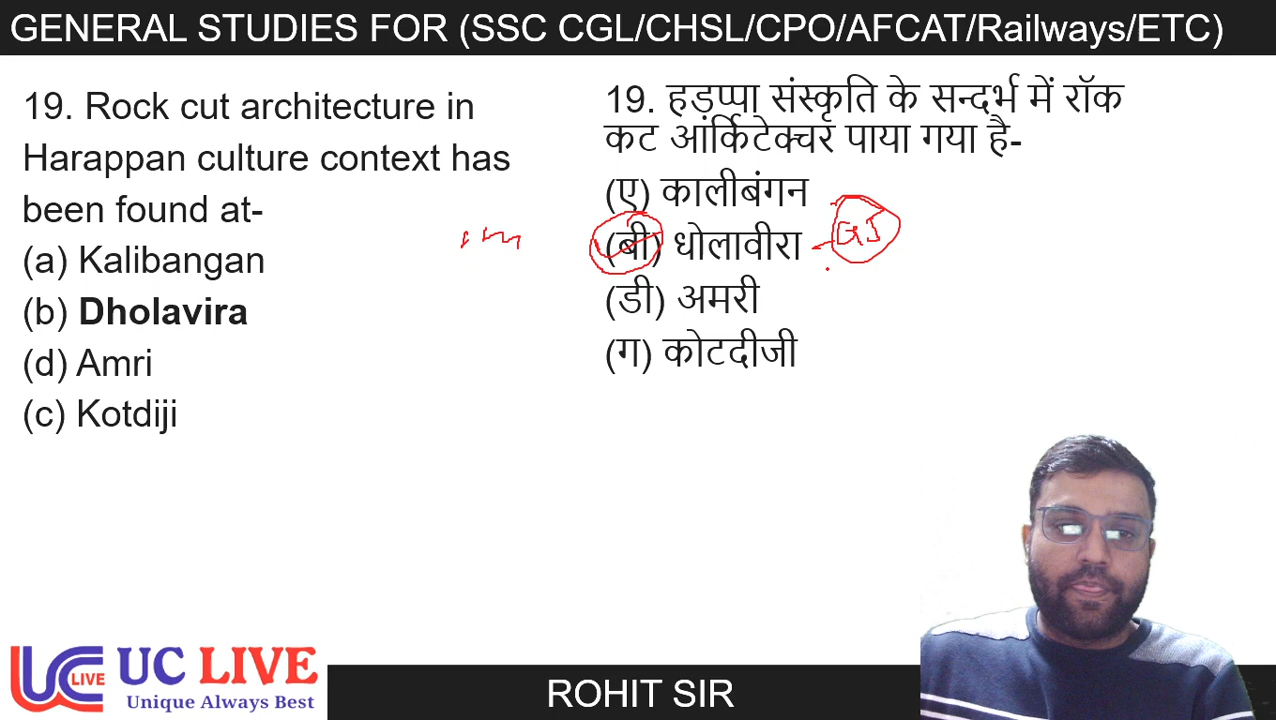 GENERAL STUDIES FOR (SSC CGL/CHSL/CPO/AFCAT/Railways/ETC)
19. Rock cut architecture in
Harappan culture context has
been found at-
(a) Kalibangan
(b) Dholavira
(d) Amri
(c) Kotdiji
19. हड़प्पा संस्कृति के सन्दर्भ में रॉक
कट आर्किटेक्चर पाया गया है-
(ए) कालीबंगन
(बी) धोलावीरा
GJ
(डी) अमरी
(ग) कोटदीजी
LIVE
UC LIVE
Unique Always Best
ROHIT SIR